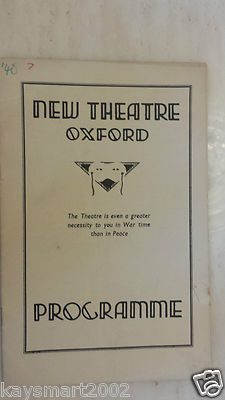 '40 ?
NEW THEATRE
OXFORD
The Theatre is even a greater
necessity to you in War time
than in Peace
PROGRAMME
kaysmart2002